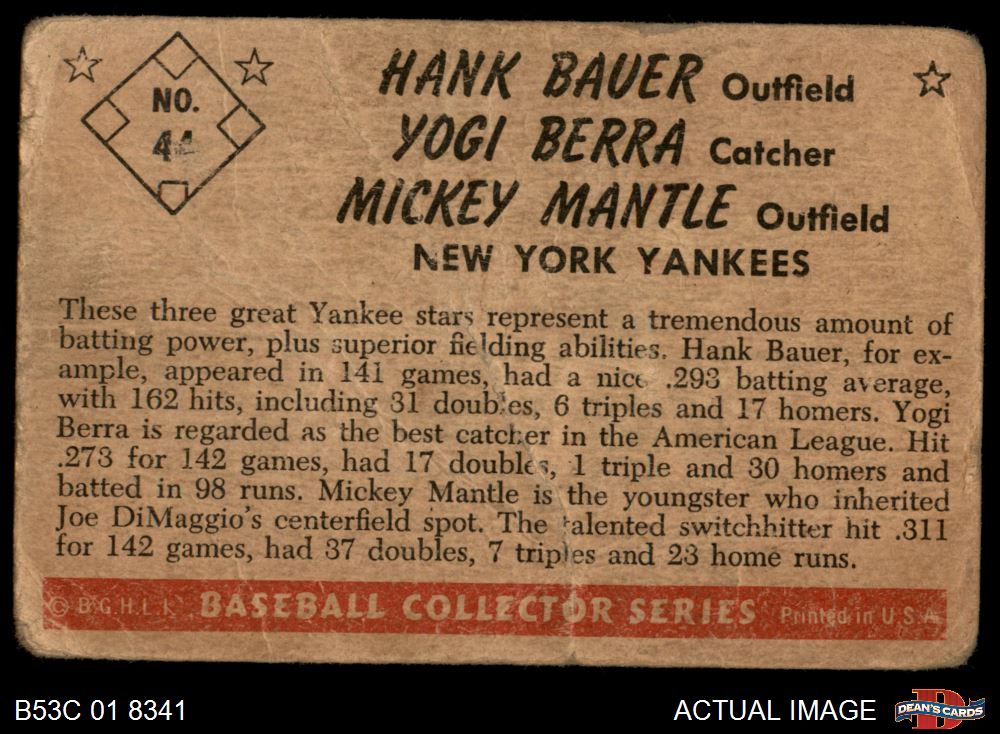 NO.
44
HANK BAUER Outfield
YOGI BERRA Catcher
MICKEY MANTLE Outfield
NEW YORK YANKEES
These three great Yankee stars represent a tremendous amount of
batting power, plus superior fielding abilities. Hank Bauer, for ex-
ample, appeared in 141 games, had a nice .293 batting average,
with 162 hits, including 31 doubles, 6 triples and 17 homers. Yogi
Berra is regarded as the best catcher in the American League. Hit
.273 for 142 games, had 17 doubles, 1 triple and 30 homers and
batted in 98 runs. Mickey Mantle is the youngster who inherited
Joe DiMaggio's centerfield spot. The talented switchhitter hit .311
for 142 games, had 37 doubles, 7 triples and 23 home runs.
© B.G.H.L.I. BASEBALL COLLECTOR SERIES Printed in U.S.A.
B53C 01 8341 ACTUAL IMAGE DEAN'S CARDS